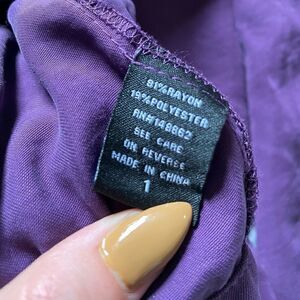 81%RAYON
19%POLYESTER
RN#148862
SEE CARE
ON REVERSE
MADE IN CHINA
1